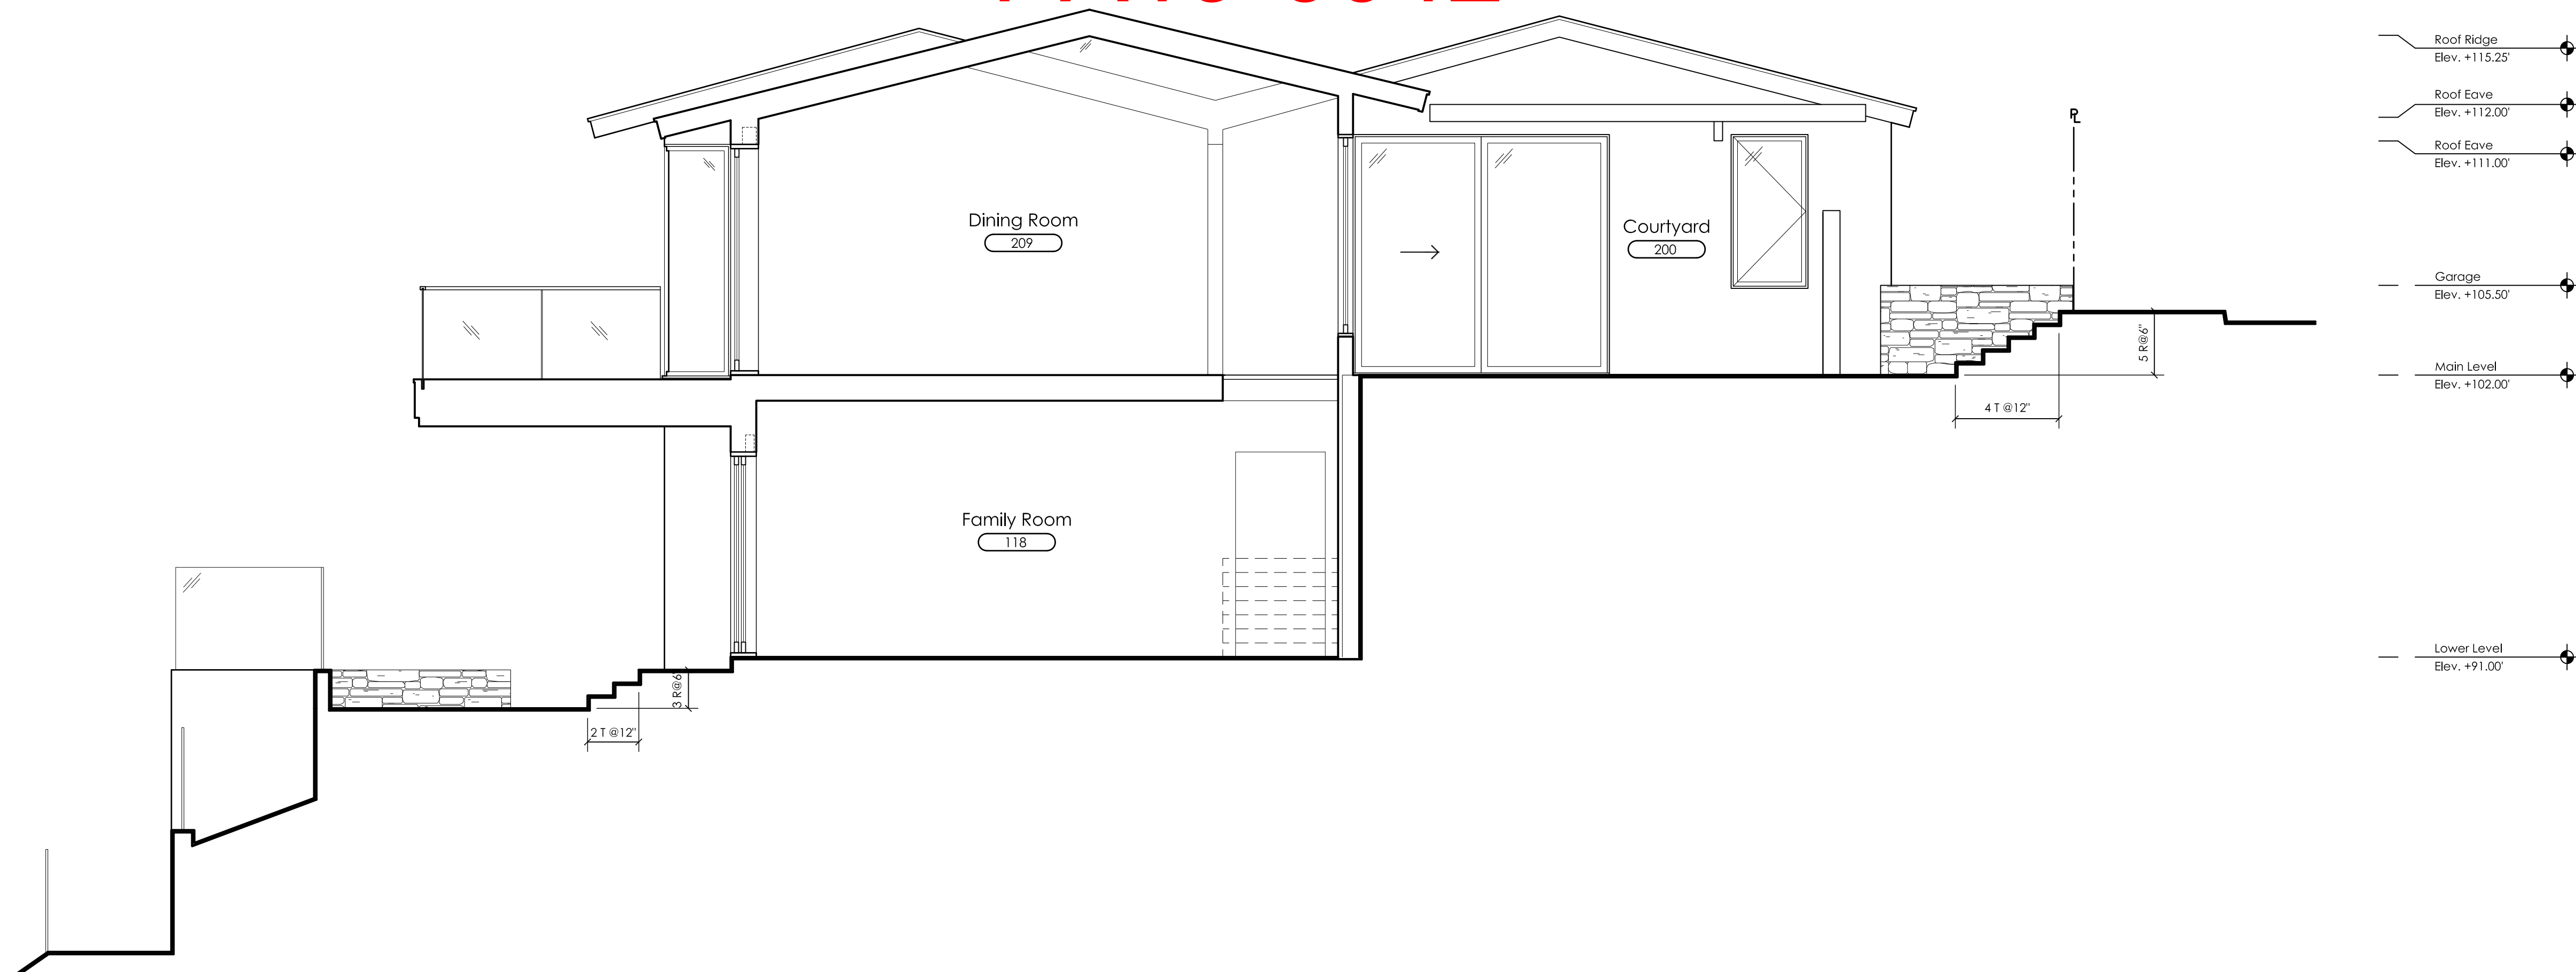 Roof Ridge
Elev. +115.25'
Roof Eave
Elev. +112.00'
Roof Eave
Elev. +111.00'
℄
Dining Room
209
Courtyard
200
Garage
Elev. +105.50'
5 R@6"
Main Level
Elev. +102.00'
4 T @12"
Family Room
118
Lower Level
Elev. +91.00'
3 R@6"
2 T @12"